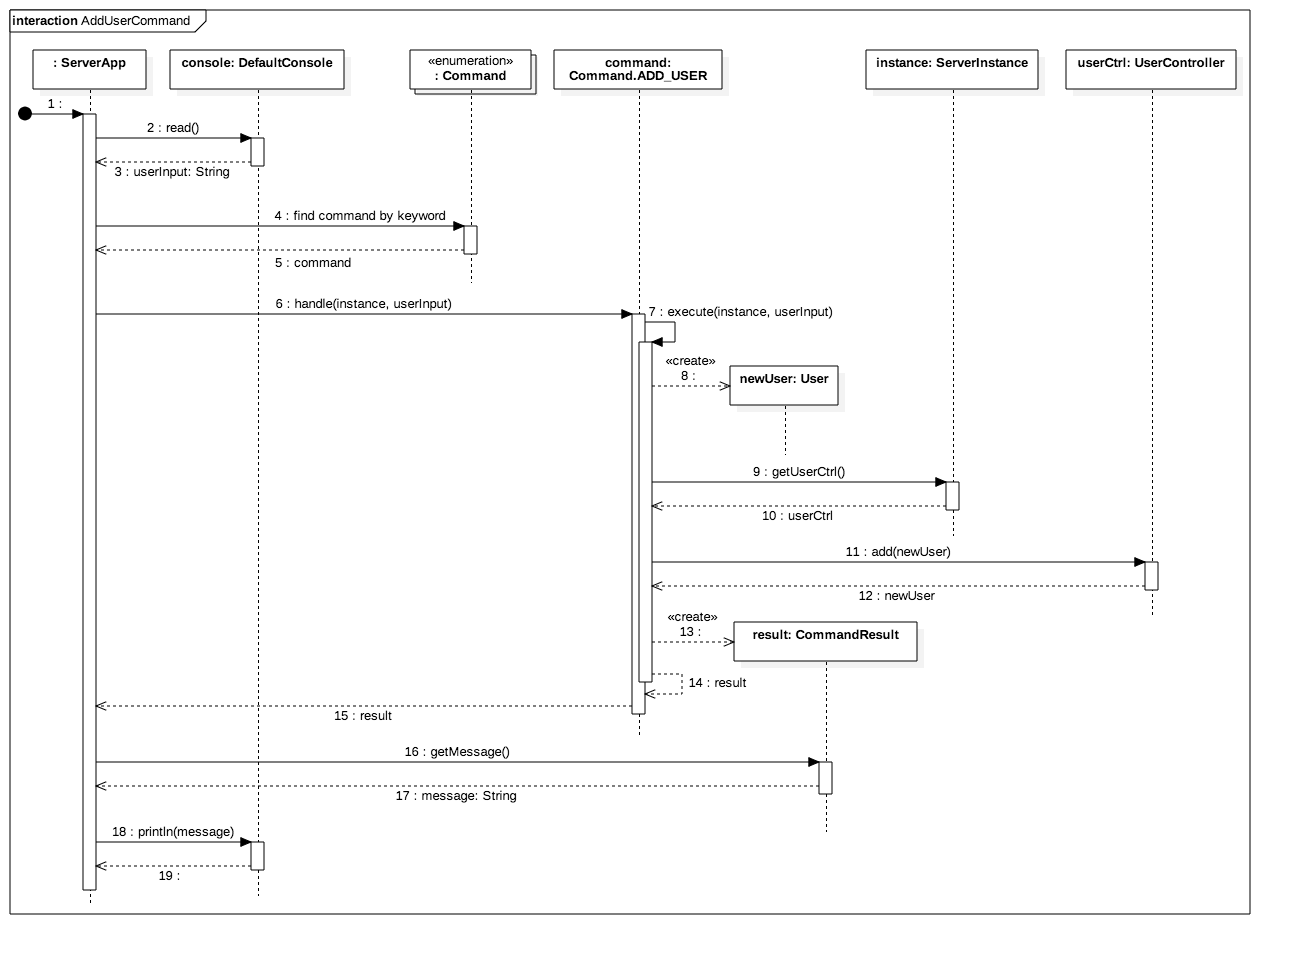 interaction AddUserCommand
: ServerApp
console: DefaultConsole
«enumeration»
: Command
command:
Command.ADD_USER
instance: ServerInstance
userCtrl: UserController
1 :
2 : read()
3 : userInput: String
4 : find command by keyword
5 : command
6 : handle(instance, userInput)
7 : execute(instance, userInput)
«create»
8 :
newUser: User
9 : getUserCtrl()
10 : userCtrl
11 : add(newUser)
12 : newUser
«create»
13 :
result: CommandResult
14 : result
15 : result
16 : getMessage()
17 : message: String
18 : println(message)
19 :